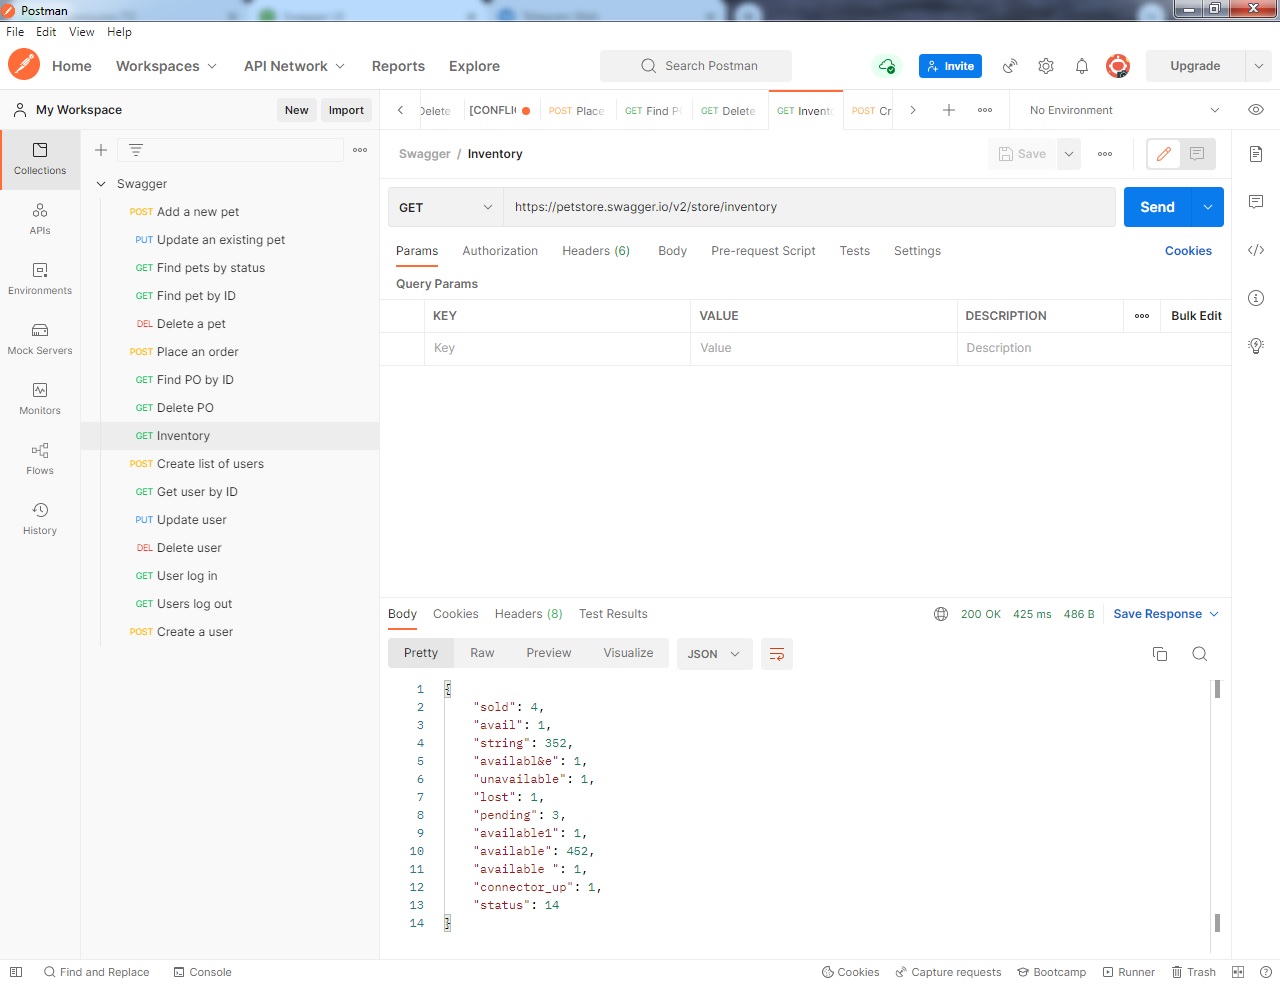 Postman
File Edit View Help
Home Workspaces API Network Reports Explore Search Postman Invite Upgrade
My Workspace New Import
Delete [CONFLI POST Place GET Find P GET Delete GET Invent POST Cr No Environment
Collections
APIs
Environments
Mock Servers
Monitors
Flows
History
Swagger
POST Add a new pet
PUT Update an existing pet
GET Find pets by status
GET Find pet by ID
DEL Delete a pet
POST Place an order
GET Find PO by ID
GET Delete PO
GET Inventory
POST Create list of users
GET Get user by ID
PUT Update user
DEL Delete user
GET User log in
GET Users log out
POST Create a user
Swagger / Inventory Save
GET https://petstore.swagger.io/v2/store/inventory Send
Params Authorization Headers (6) Body Pre-request Script Tests Settings Cookies
Query Params
KEY VALUE DESCRIPTION Bulk Edit
Key Value Description
Body Cookies Headers (8) Test Results 200 OK 425 ms 486 B Save Response
Pretty Raw Preview Visualize JSON
1 {
2 "sold": 4,
3 "avail": 1,
4 "string": 352,
5 "availabl&e": 1,
6 "unavailable": 1,
7 "lost": 1,
8 "pending": 3,
9 "available1": 1,
10 "available": 452,
11 "available ": 1,
12 "connector_up": 1,
13 "status": 14
14 }
Find and Replace Console Cookies Capture requests Bootcamp Runner Trash